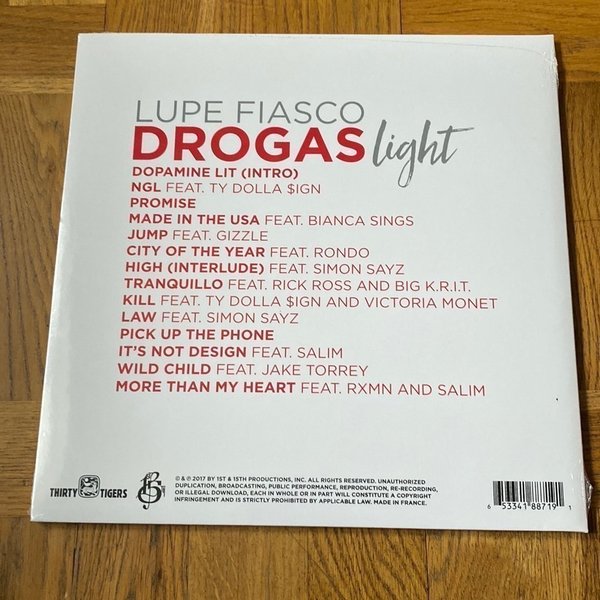 LUPE FIASCO
DROGAS light
DOPAMINE LIT (INTRO)
NGL FEAT. TY DOLLA $IGN
PROMISE
MADE IN THE USA FEAT. BIANCA SINGS
JUMP FEAT. GIZZLE
CITY OF THE YEAR FEAT. RONDO
HIGH (INTERLUDE) FEAT. SIMON SAYZ
TRANQUILLO FEAT. RICK ROSS AND BIG K.R.I.T.
KILL FEAT. TY DOLLA $IGN AND VICTORIA MONET
LAW FEAT. SIMON SAYZ
PICK UP THE PHONE
IT'S NOT DESIGN FEAT. SALIM
WILD CHILD FEAT. JAKE TORREY
MORE THAN MY HEART FEAT. RXMN AND SALIM
THIRTY TIGERS
© & ℗ 2017 BY 1ST & 15TH PRODUCTIONS, INC. ALL RIGHTS RESERVED. UNAUTHORIZED
DUPLICATION, BROADCASTING, PUBLIC PERFORMANCE, REPRODUCTION, RE-RECORDING,
OR ILLEGAL DOWNLOAD, EACH IN WHOLE OR IN PART WILL CONSTITUTE A COPYRIGHT
INFRINGEMENT AND IS STRICTLY PROHIBITED BY APPLICABLE LAW. MADE IN FRANCE.
6 53341 88719 1